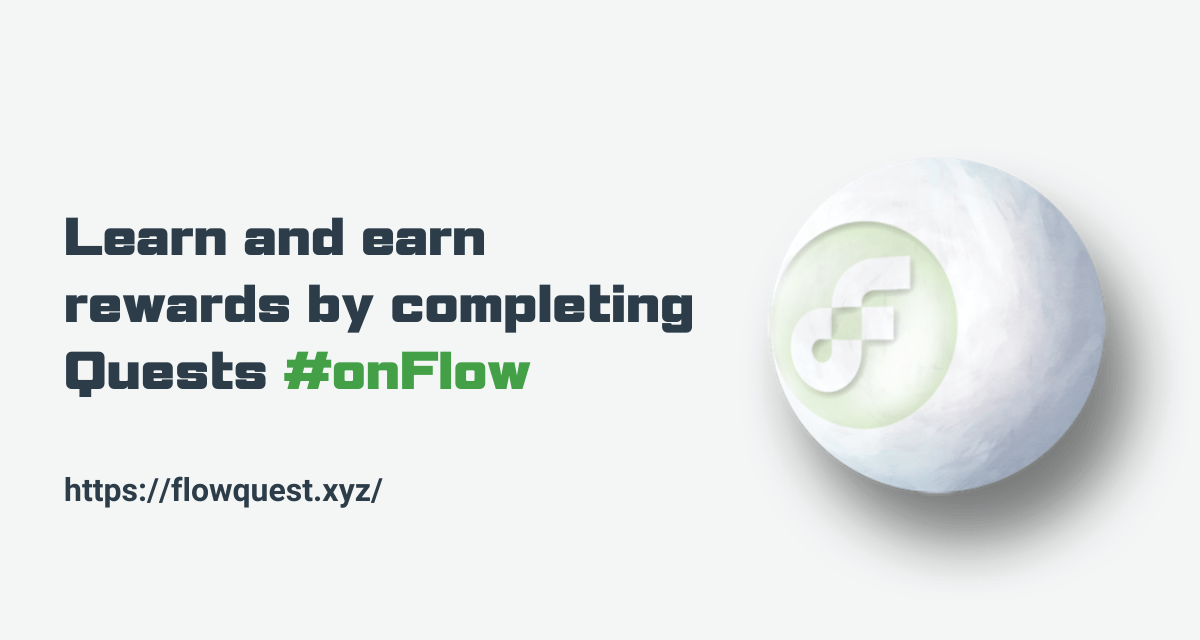 Learn and earn
rewards by completing
Quests #onFlow
https://flowquest.xyz/